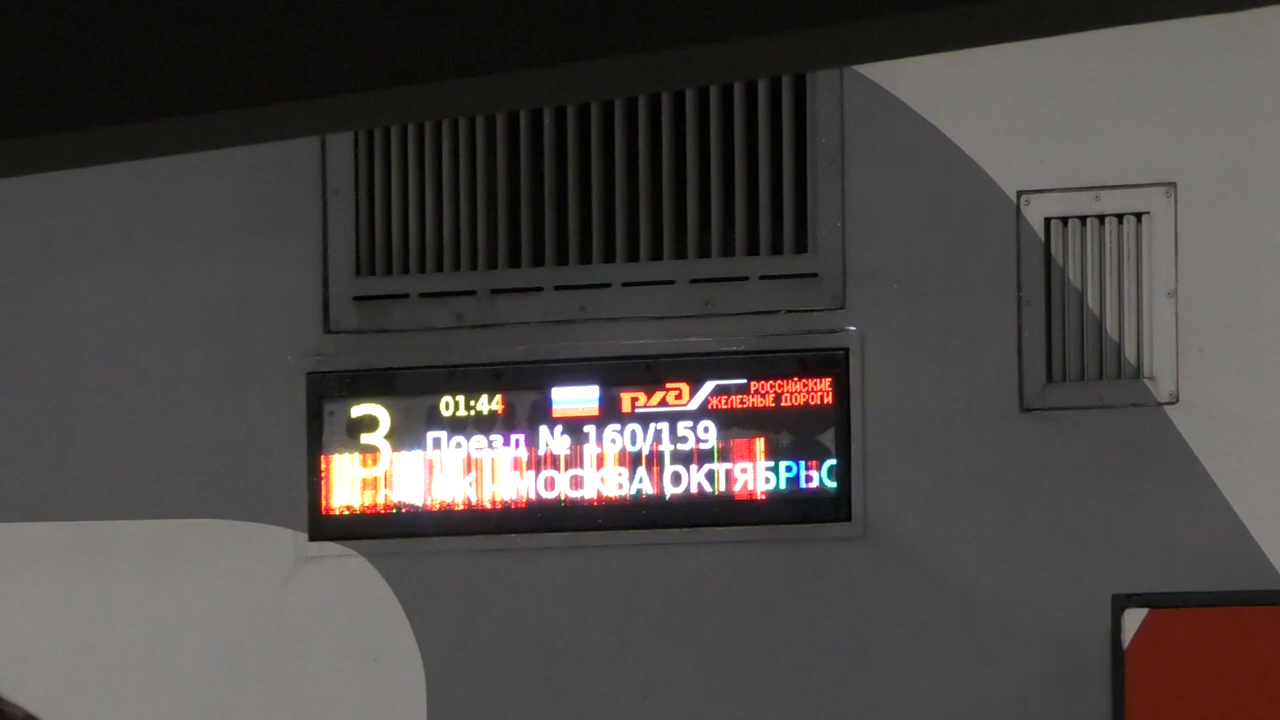 3
01:44
РЖД
РОССИЙСКИЕ
ЖЕЛЕЗНЫЕ ДОРОГИ
Поезд № 160/159
МОСКВА ОКТЯБРЬС